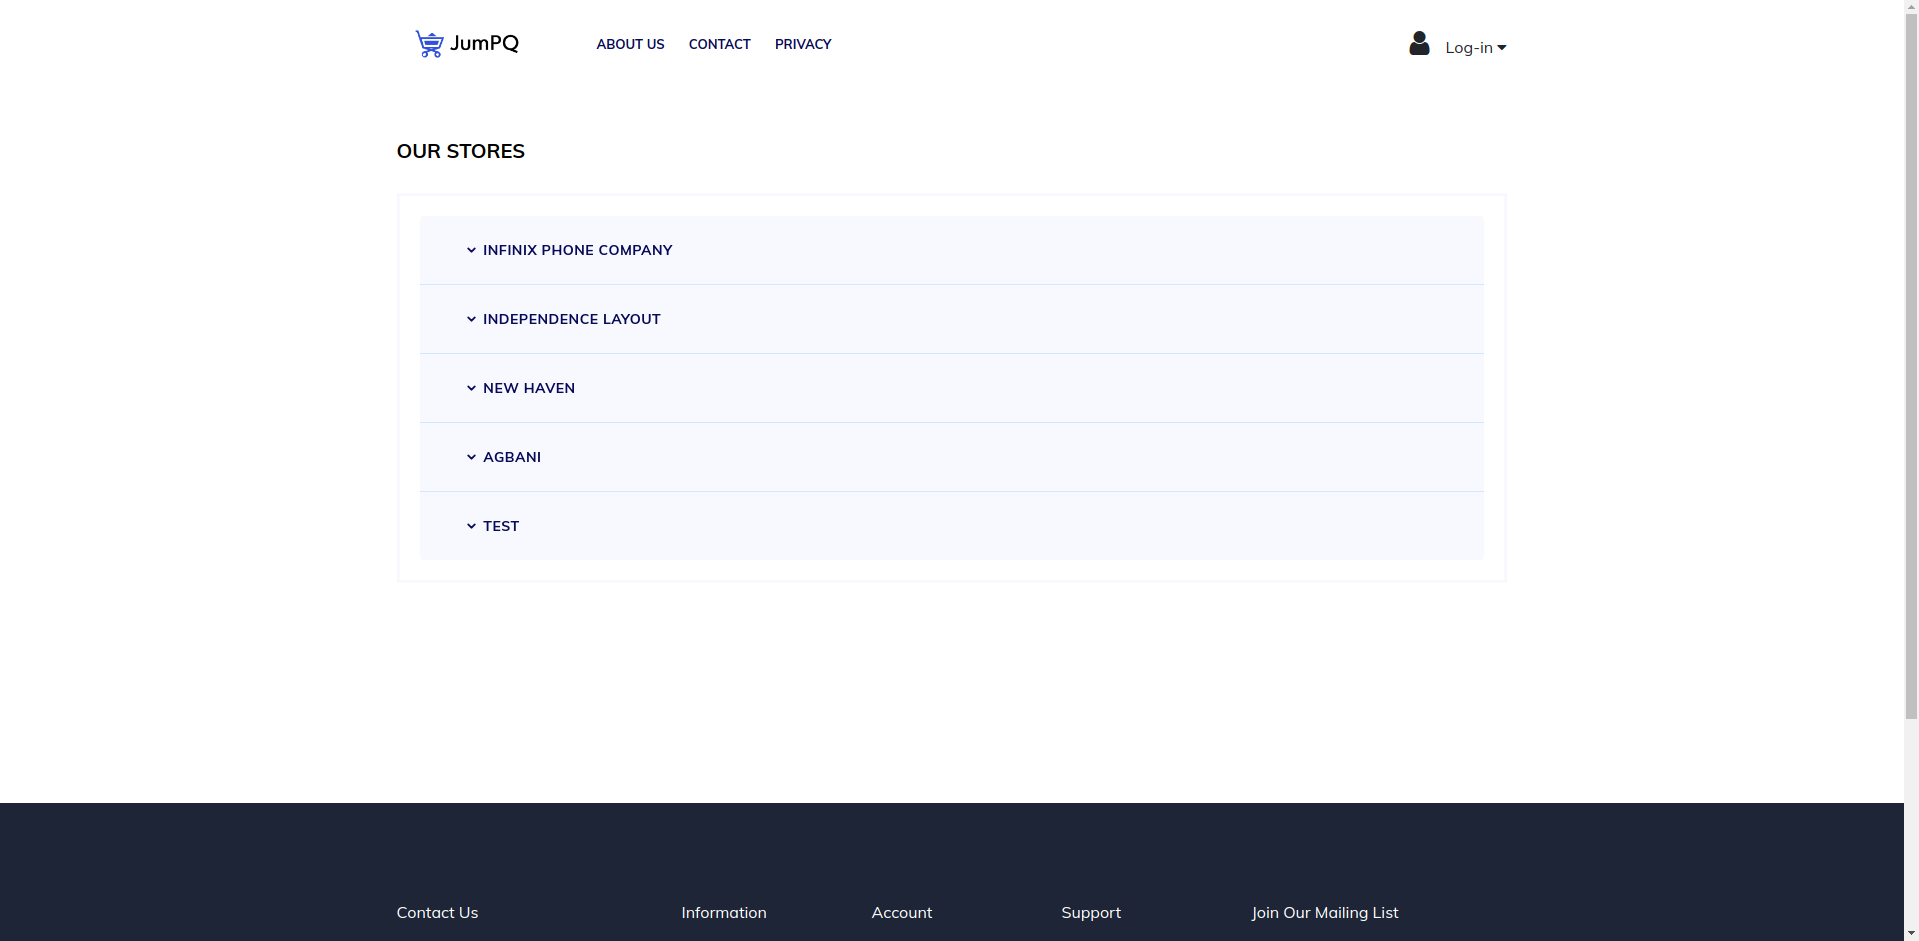 JumPQ
ABOUT US CONTACT PRIVACY
Log-in
OUR STORES
INFINIX PHONE COMPANY
INDEPENDENCE LAYOUT
NEW HAVEN
AGBANI
TEST
Contact Us Information Account Support Join Our Mailing List